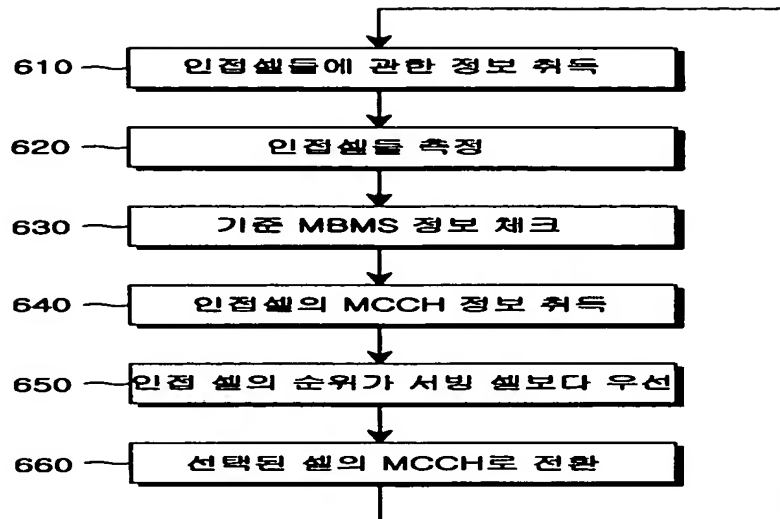 610 인접셀들에 관한 정보 취득
620 인접셀들 측정
630 기준 MBMS 정보 체크
640 인접셀의 MCCH 정보 취득
650 인접 셀의 순위가 서빙 셀보다 우선
660 선택된 셀의 MCCH로 전환